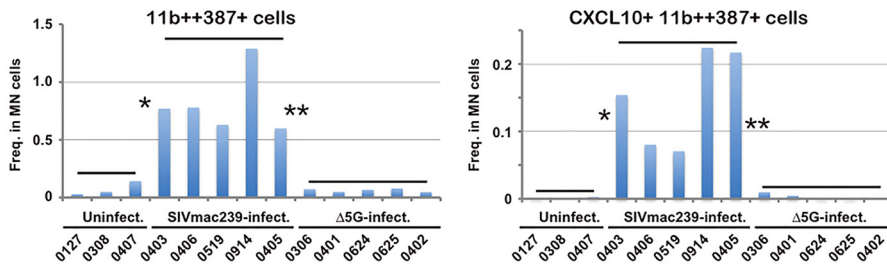 11b++387+ cells
Freq. in MN cells
1.5
1.0
0.5
0
*
**
Uninfect. SIVmac239-infect. Δ5G-infect.
0127 0308 0407 0403 0406 0519 0914 0405 0306 0401 0624 0625 0402
CXCL10+ 11b++387+ cells
Freq. in MN cells
0.2
0.1
0
*
**
Uninfect. SIVmac239-infect. Δ5G-infect.
0127 0308 0407 0403 0406 0519 0914 0405 0306 0401 0624 0625 0402